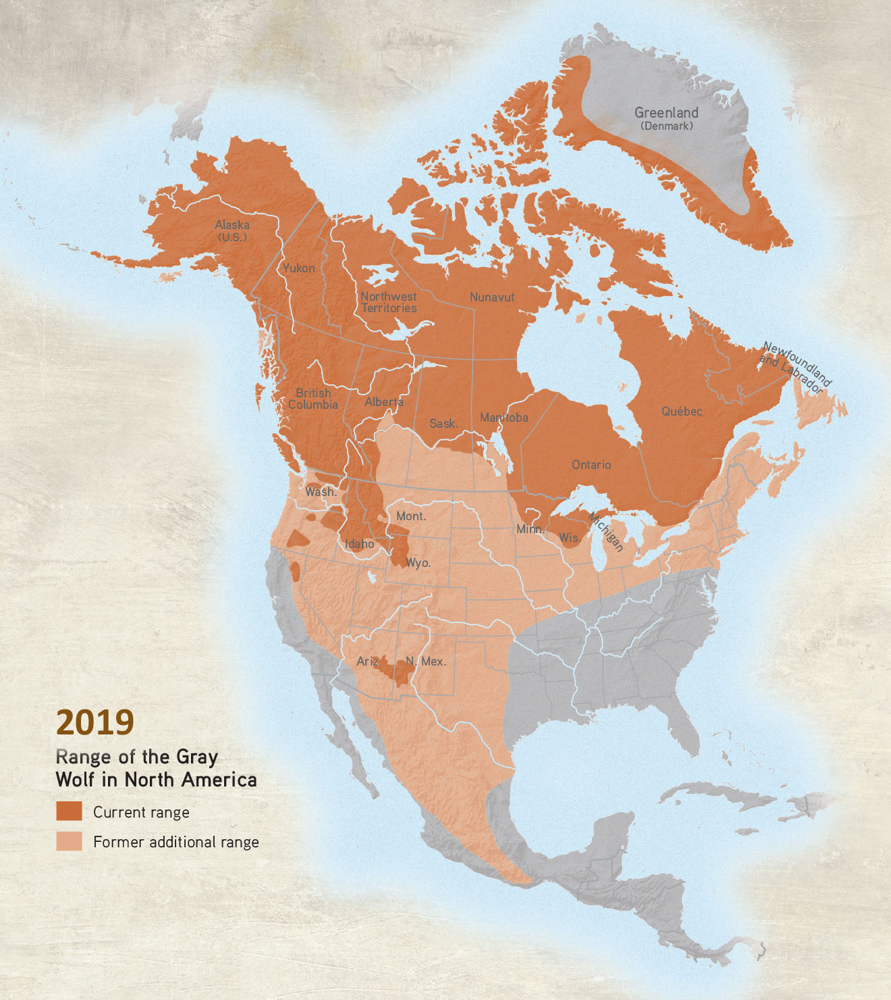 Greenland
(Denmark)
Alaska
(U.S.)
Yukon
Northwest
Territories
Nunavut
Newfoundland
and Labrador
British
Columbia
Alberta
Sask.
Manitoba
Québec
Ontario
Wash.
Mont.
Minn.
Wis.
Michigan
Idaho
Wyo.
Ariz.
N. Mex.
2019
Range of the Gray
Wolf in North America
Current range
Former additional range